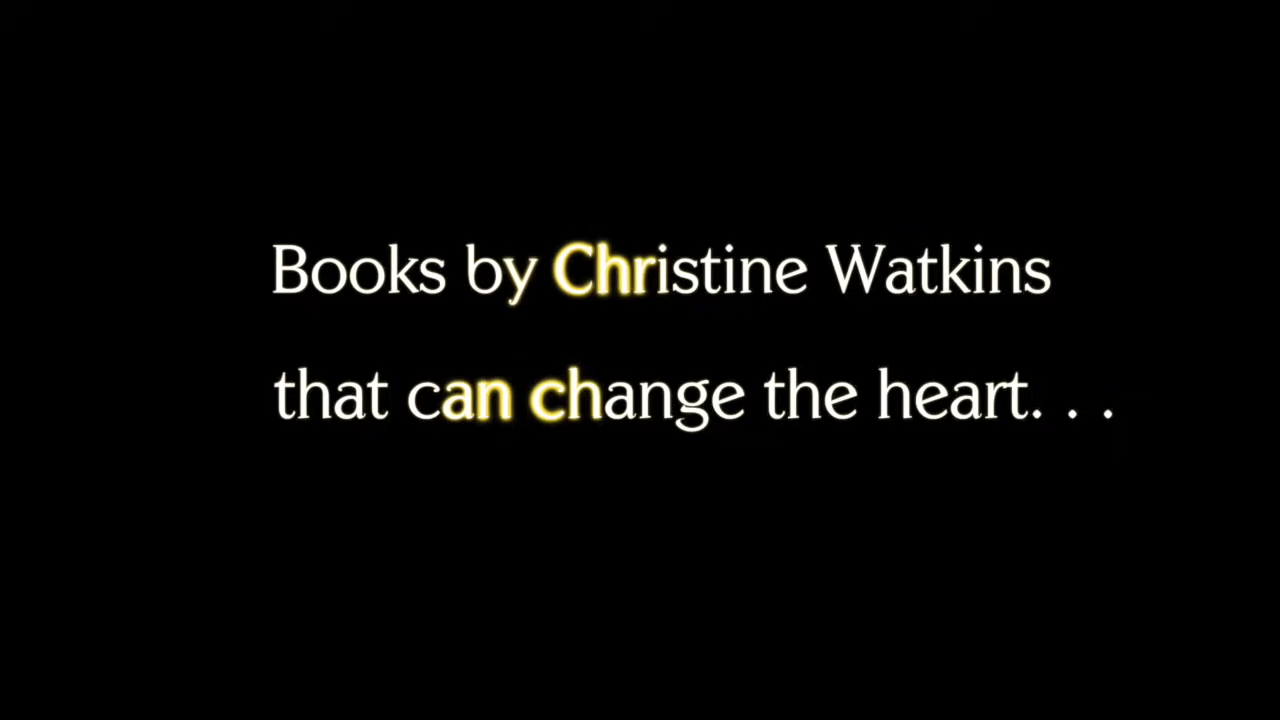 Books by Christine Watkins
that can change the heart. . .